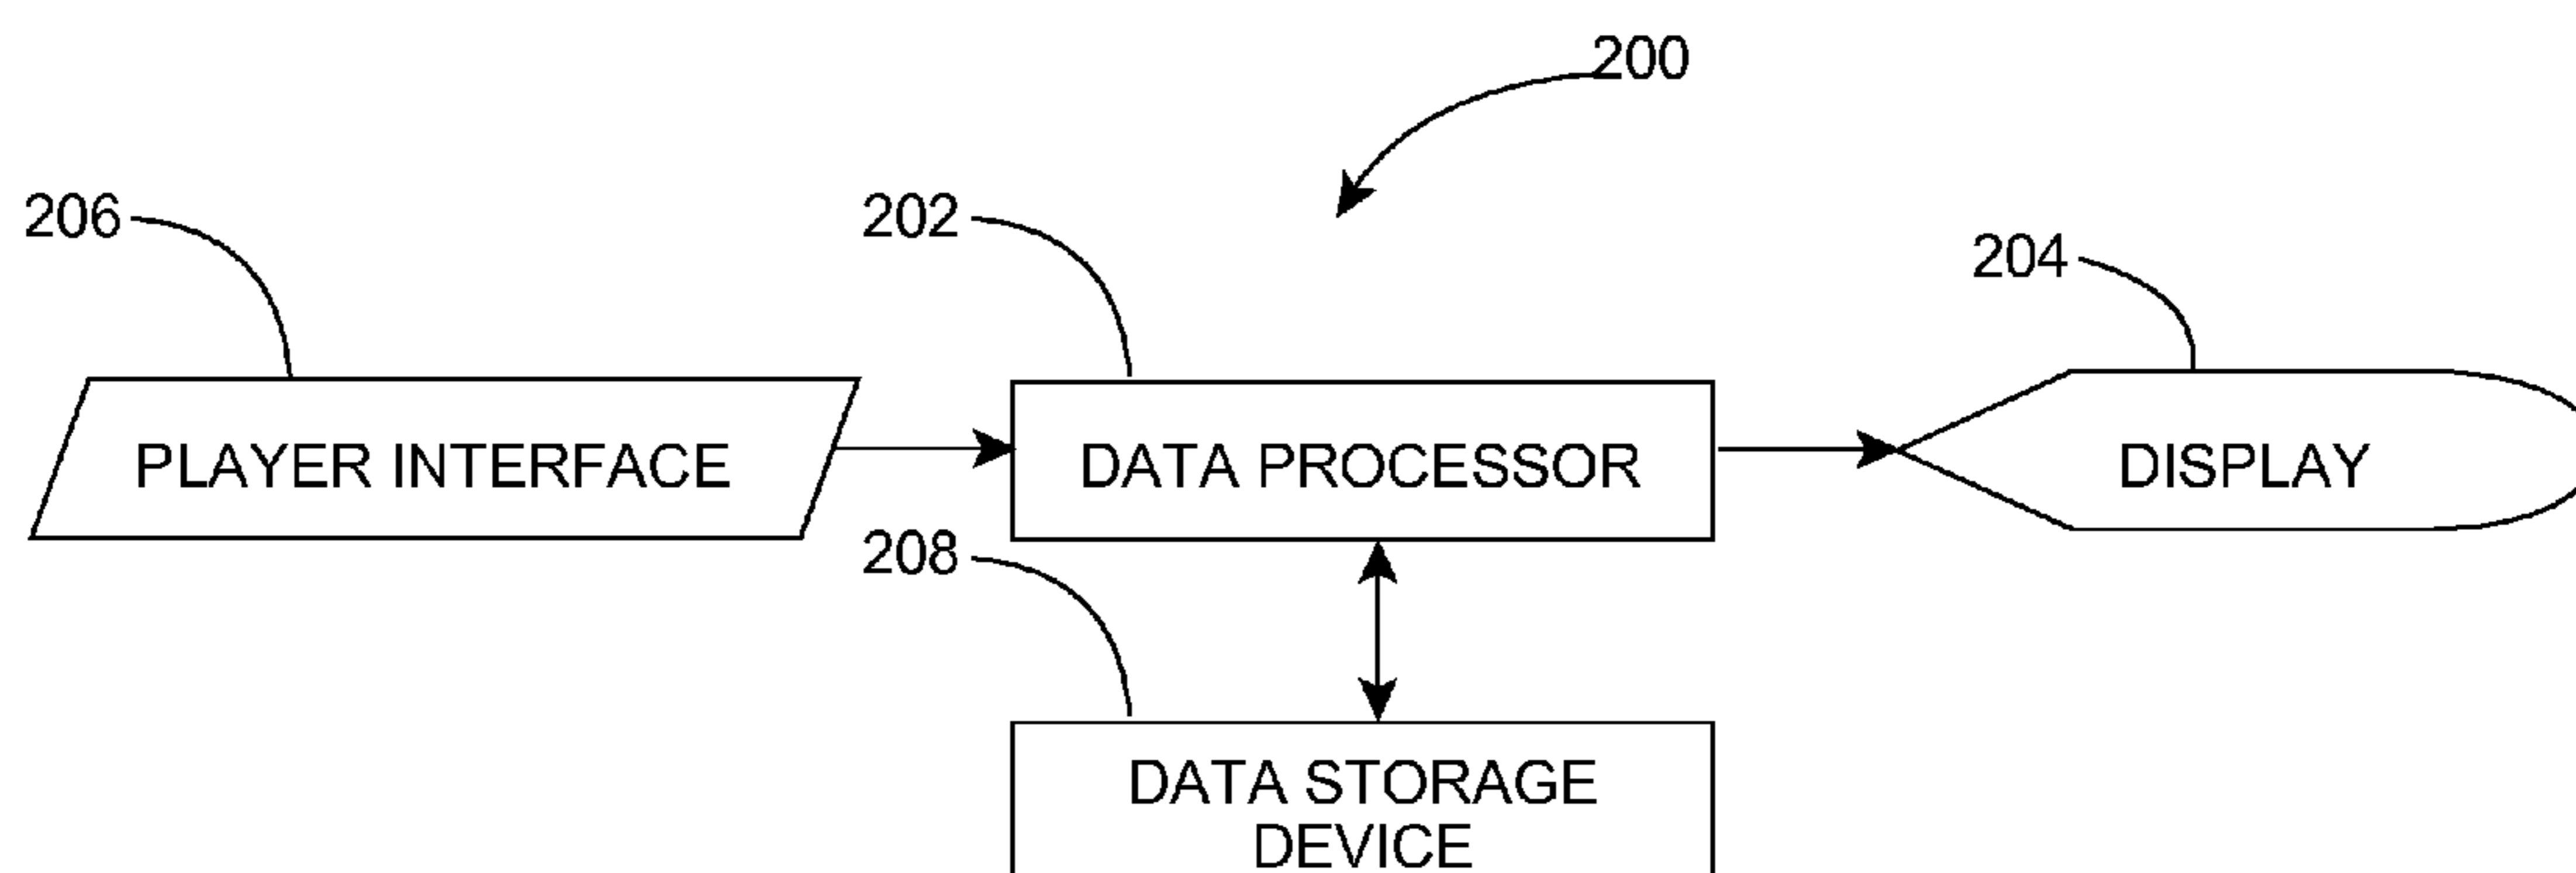 200
206
202
204
PLAYER INTERFACE
DATA PROCESSOR
DISPLAY
208
DATA STORAGE
DEVICE